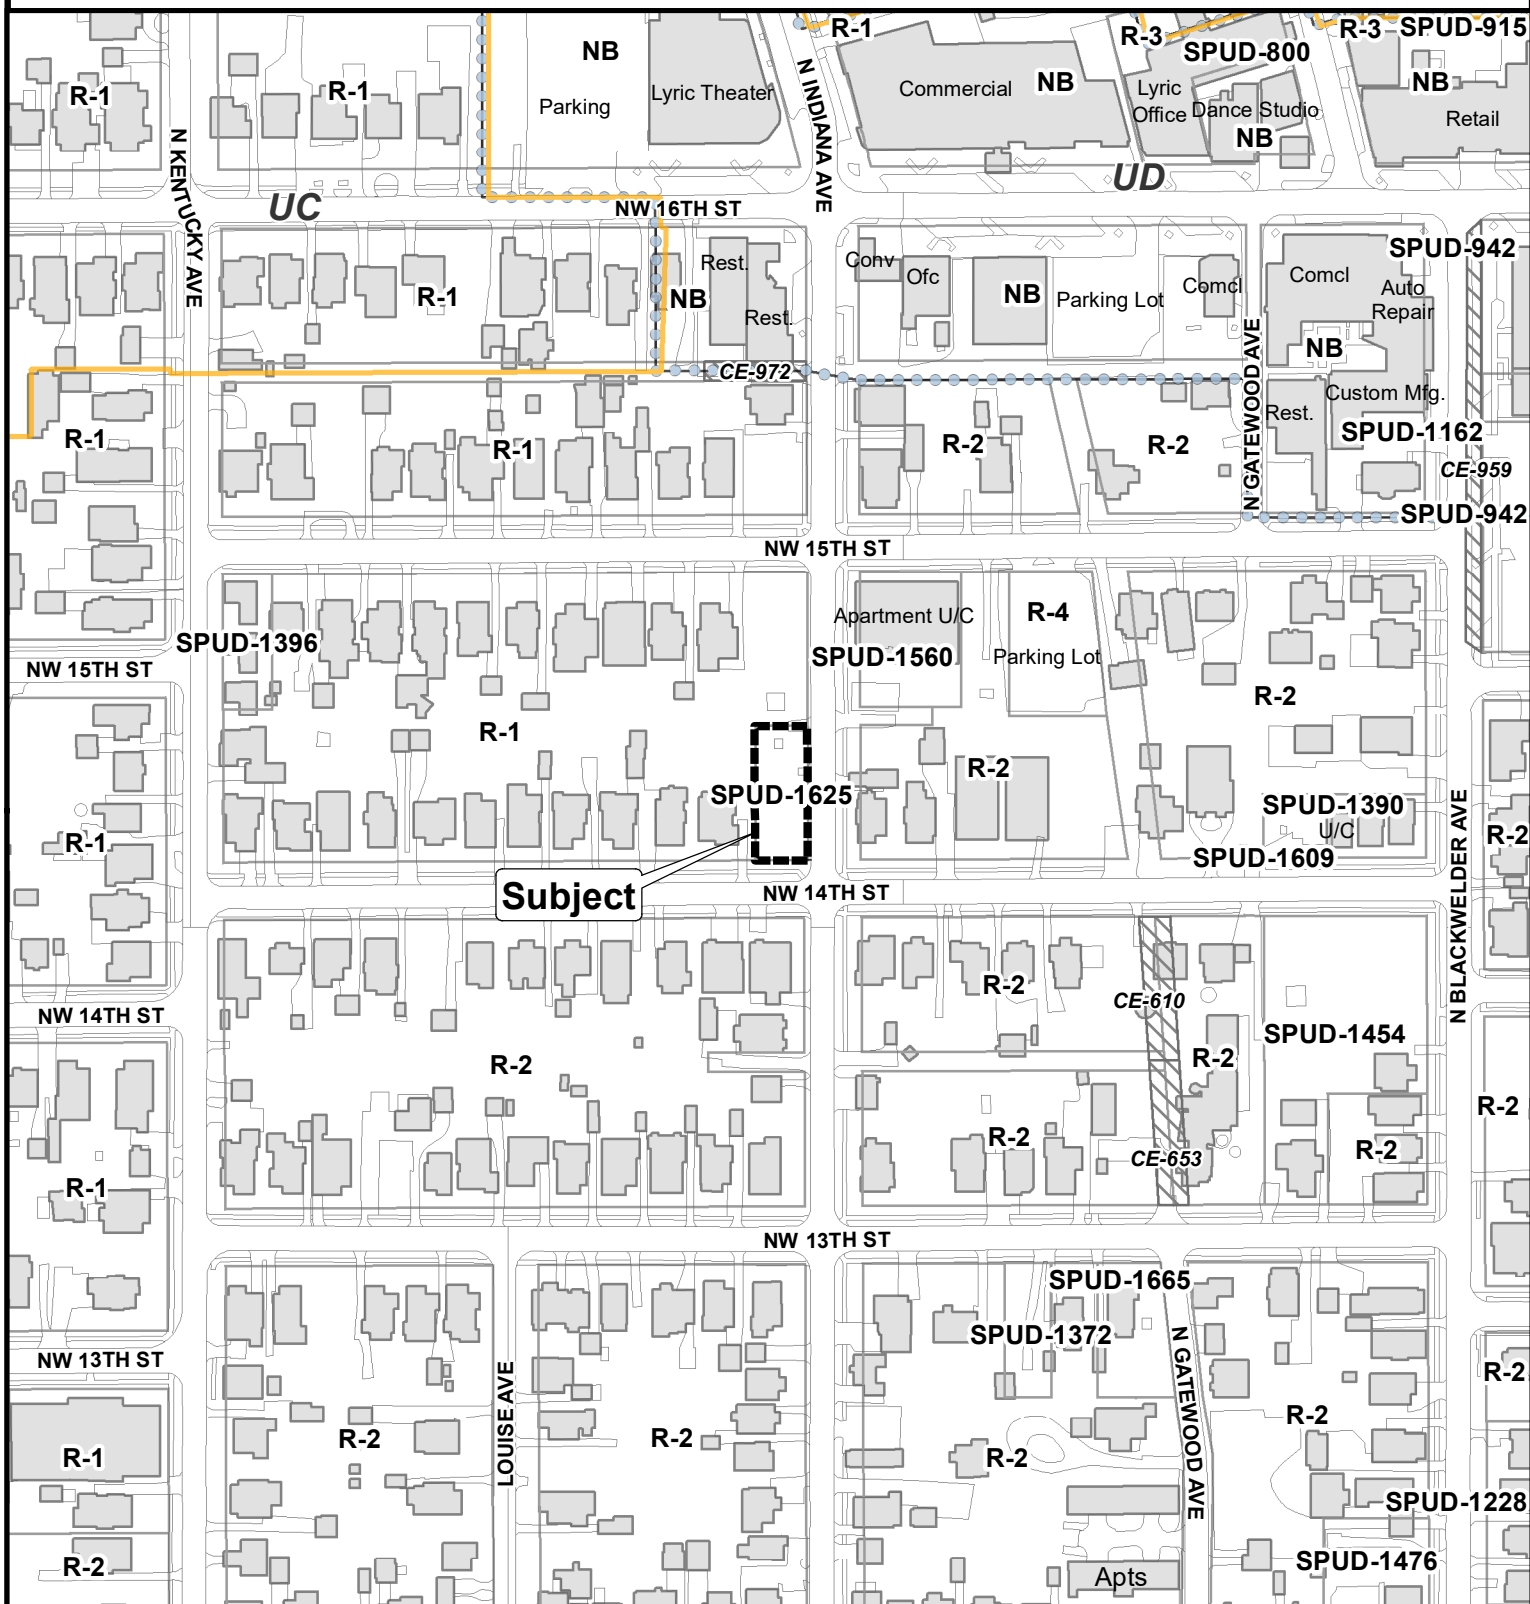 R-1
R-3
R-3
SPUD-915
NB
SPUD-800
R-1
R-1
Parking
Lyric Theater
N INDIANA AVE
Commercial
NB
Lyric
Office
Dance Studio
NB
NB
Retail
N KENTUCKY AVE
UC
UD
NW 16TH ST
R-1
Rest.
NB
Rest.
Conv
Ofc
NB
Parking Lot
Comcl
Comcl
SPUD-942
Auto
Repair
NB
N GATEWOOD AVE
CE-972
Custom Mfg.
Rest.
R-1
R-1
R-2
R-2
SPUD-1162
CE-959
SPUD-942
NW 15TH ST
Apartment U/C
R-4
SPUD-1396
SPUD-1560
Parking Lot
NW 15TH ST
R-2
R-1
R-2
SPUD-1625
SPUD-1390
U/C
R-1
R-2
SPUD-1609
N BLACKWELDER AVE
Subject
NW 14TH ST
R-2
CE-610
NW 14TH ST
SPUD-1454
R-2
R-2
R-2
R-2
CE-653
R-2
R-1
NW 13TH ST
SPUD-1665
SPUD-1372
NW 13TH ST
N GATEWOOD AVE
LOUISE AVE
R-2
R-2
R-2
R-2
R-2
R-1
SPUD-1228
R-2
SPUD-1476
Apts